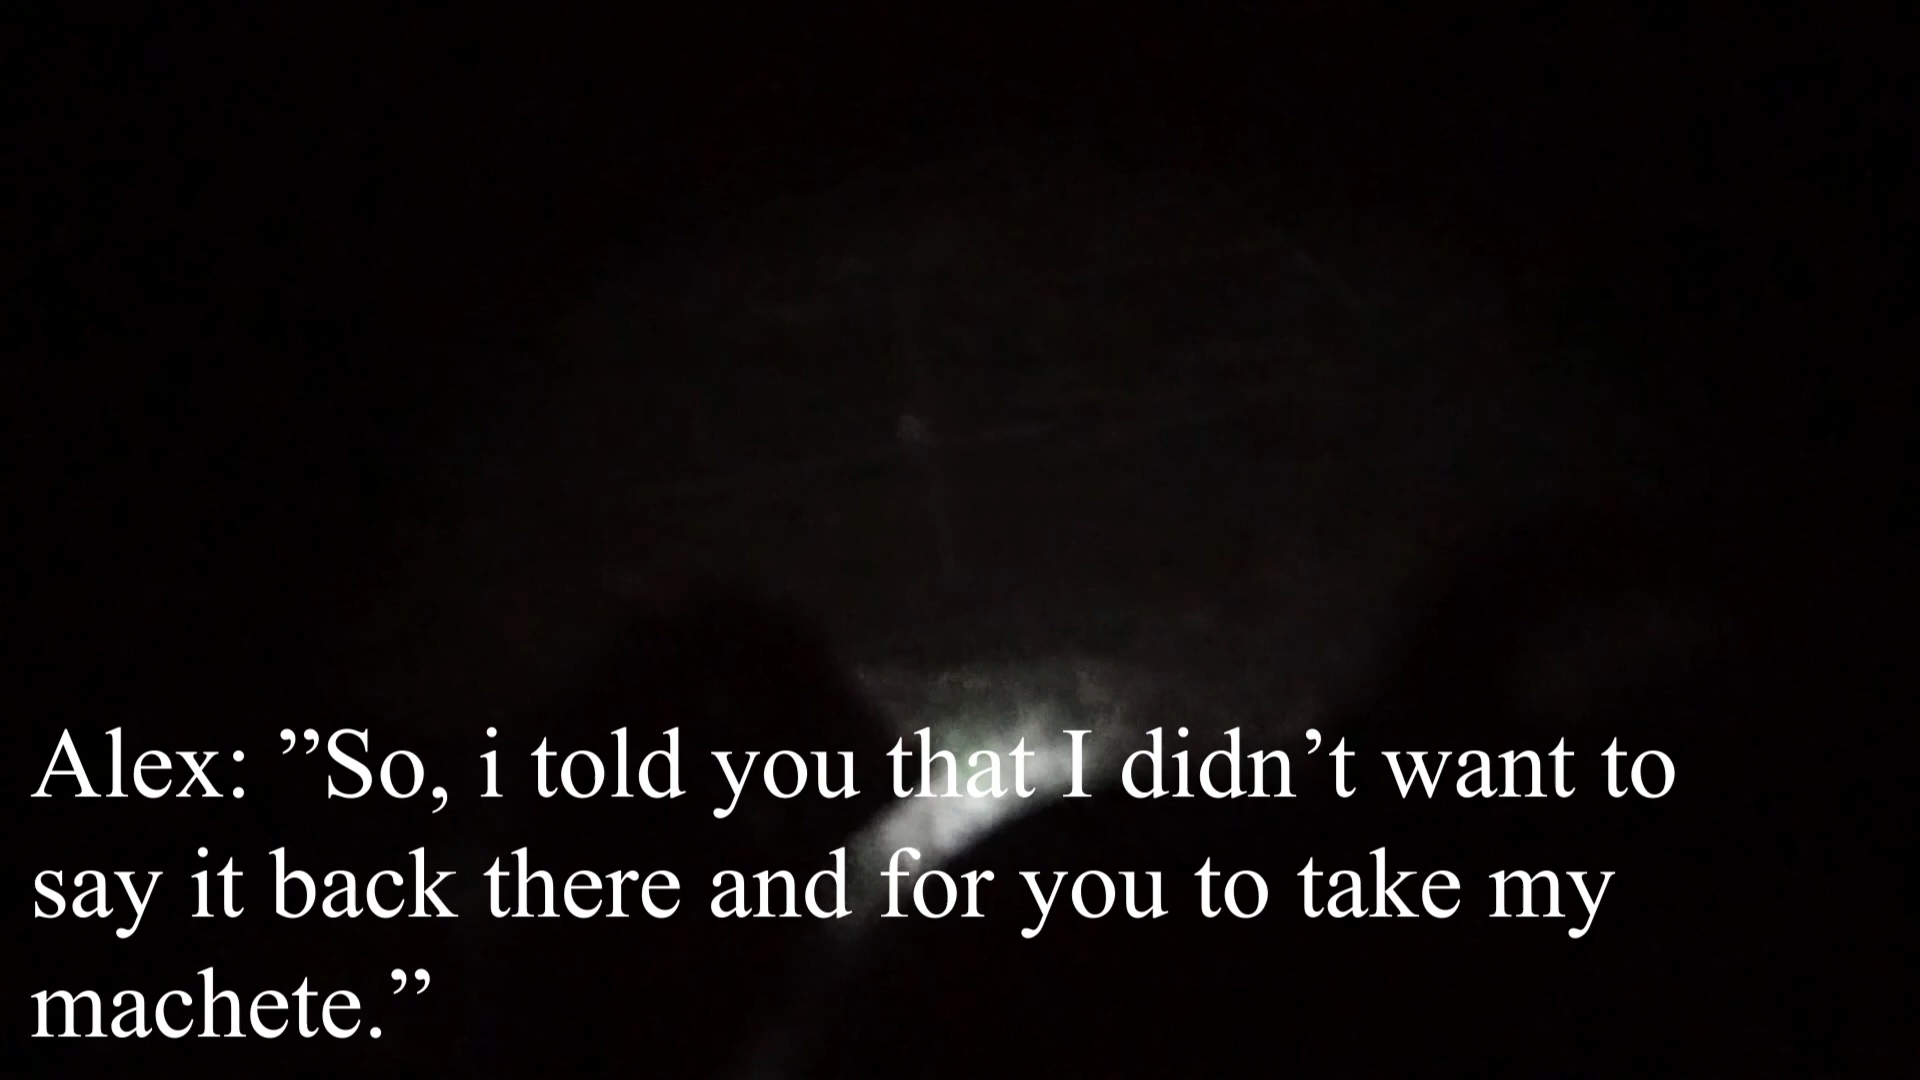 Alex: ”So, i told you that I didn’t want to
say it back there and for you to take my
machete.”